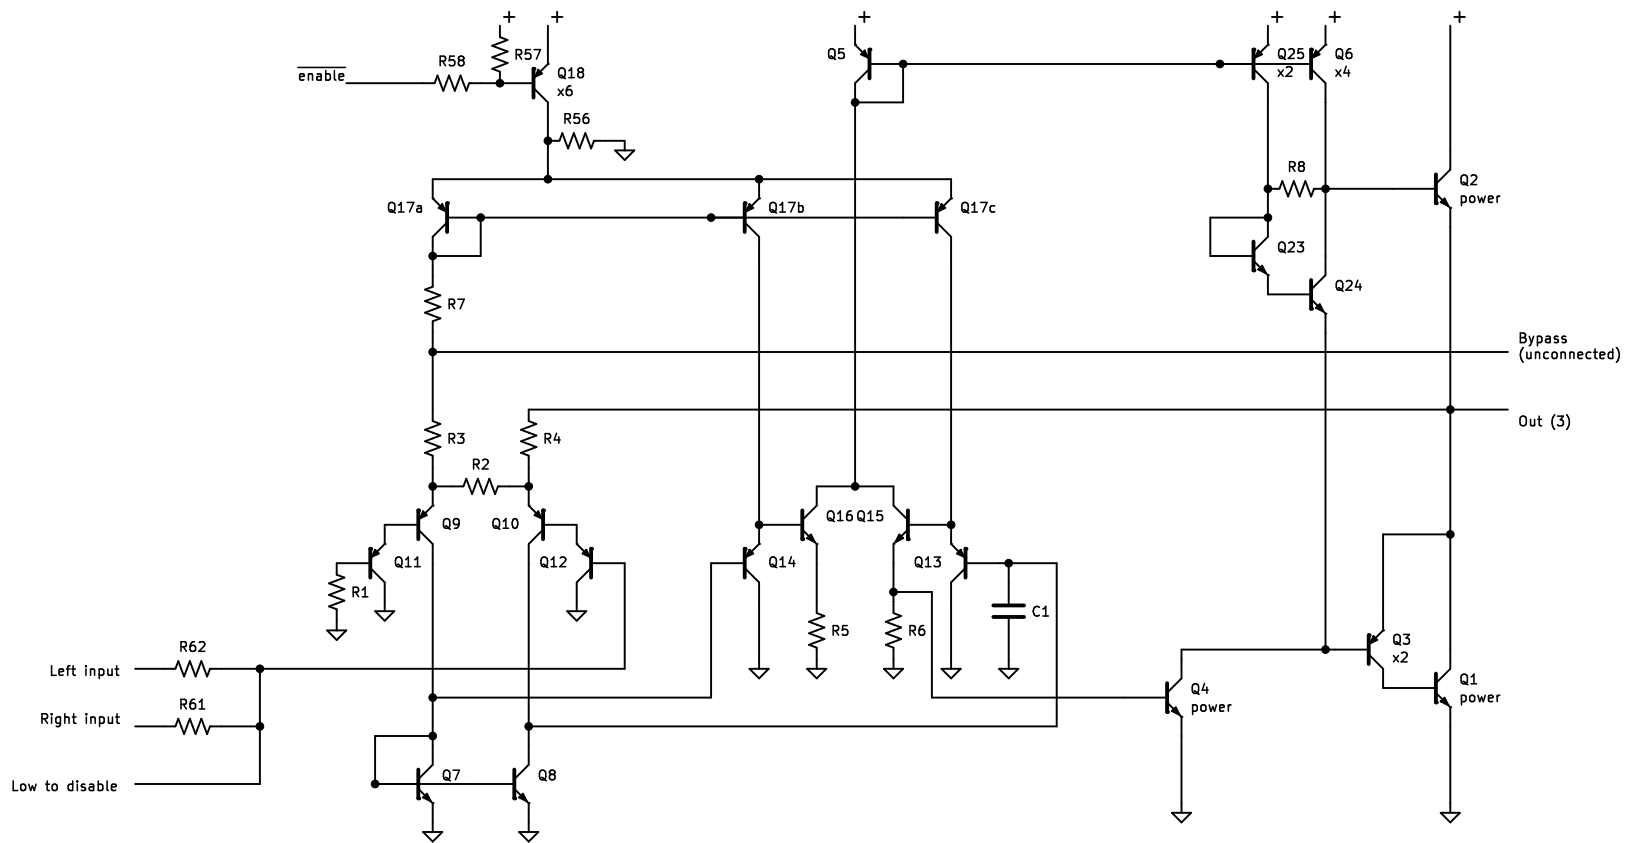 + + + + + +
R57
R58
enable
Q18
x6
Q5
Q25
x2
Q6
x4
R56
Q17a
Q17b
Q17c
R8
Q2
power
Q23
Q24
R7
Bypass
(unconnected)
Out (3)
R3
R4
R2
Q9
Q10
Q16
Q15
Q11
Q12
Q14
Q13
R1
C1
R5
R6
R62
Left input
Q3
x2
R61
Right input
Q4
power
Q1
power
Low to disable
Q7
Q8